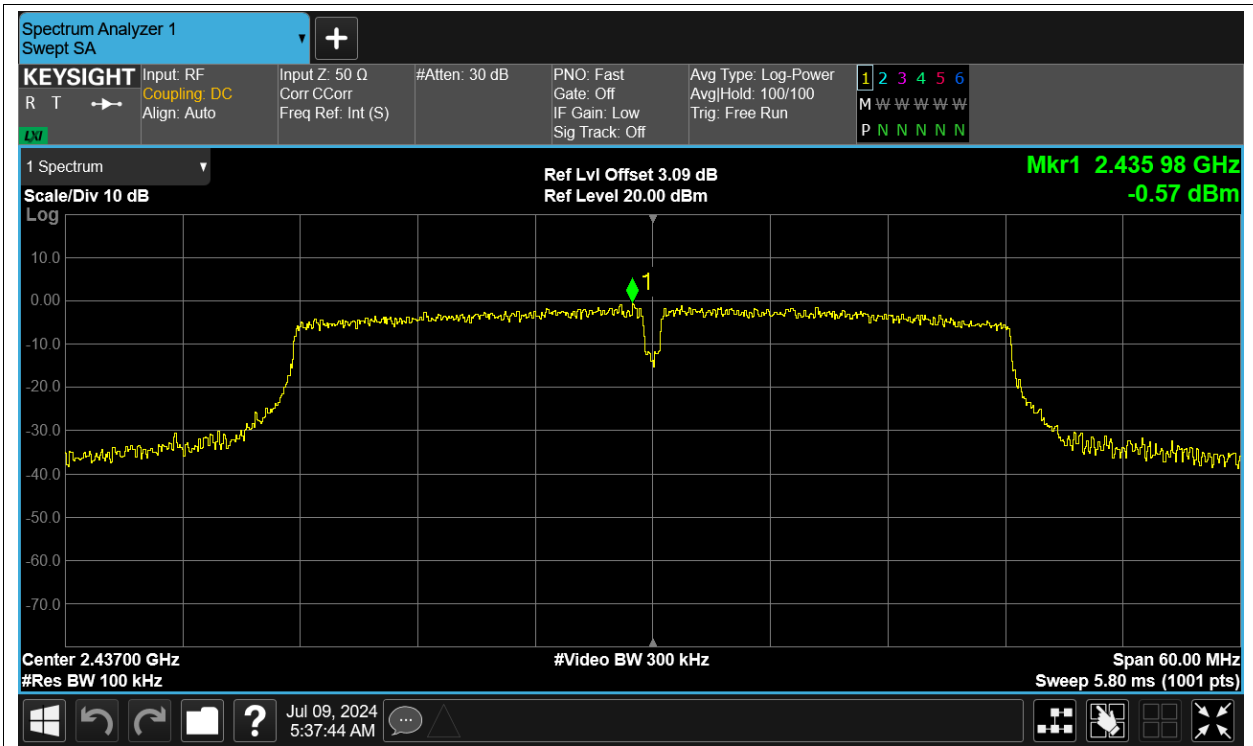 Spectrum Analyzer 1
Swept SA
KEYSIGHT
R T
LXI
Input: RF
Coupling: DC
Align: Auto
Input Z: 50 Ω
Corr CCorr
Freq Ref: Int (S)
#Atten: 30 dB
PNO: Fast
Gate: Off
IF Gain: Low
Sig Track: Off
Avg Type: Log-Power
Avg|Hold: 100/100
Trig: Free Run
1 2 3 4 5 6
M W W W W W
P N N N N N
1 Spectrum
Scale/Div 10 dB
Log
Ref Lvl Offset 3.09 dB
Ref Level 20.00 dBm
Mkr1 2.435 98 GHz
-0.57 dBm
1
10.0
0.00
-10.0
-20.0
-30.0
-40.0
-50.0
-60.0
-70.0
Center 2.43700 GHz
#Video BW 300 kHz
Span 60.00 MHz
#Res BW 100 kHz
Sweep 5.80 ms (1001 pts)
?
Jul 09, 2024
5:37:44 AM